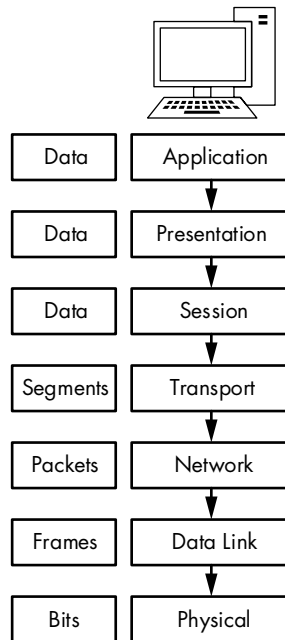 Data Application
Data Presentation
Data Session
Segments Transport
Packets Network
Frames Data Link
Bits Physical